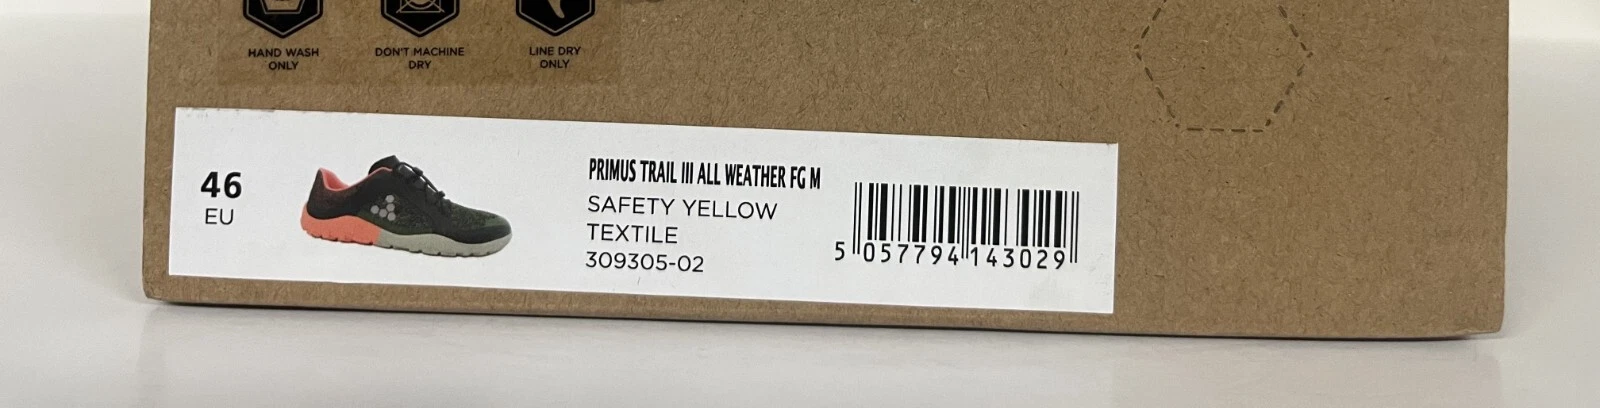 HAND WASH
ONLY
DON'T MACHINE
DRY
LINE DRY
ONLY
46
EU
PRIMUS TRAIL III ALL WEATHER FG M
SAFETY YELLOW
TEXTILE
309305-02
5 057794 143029